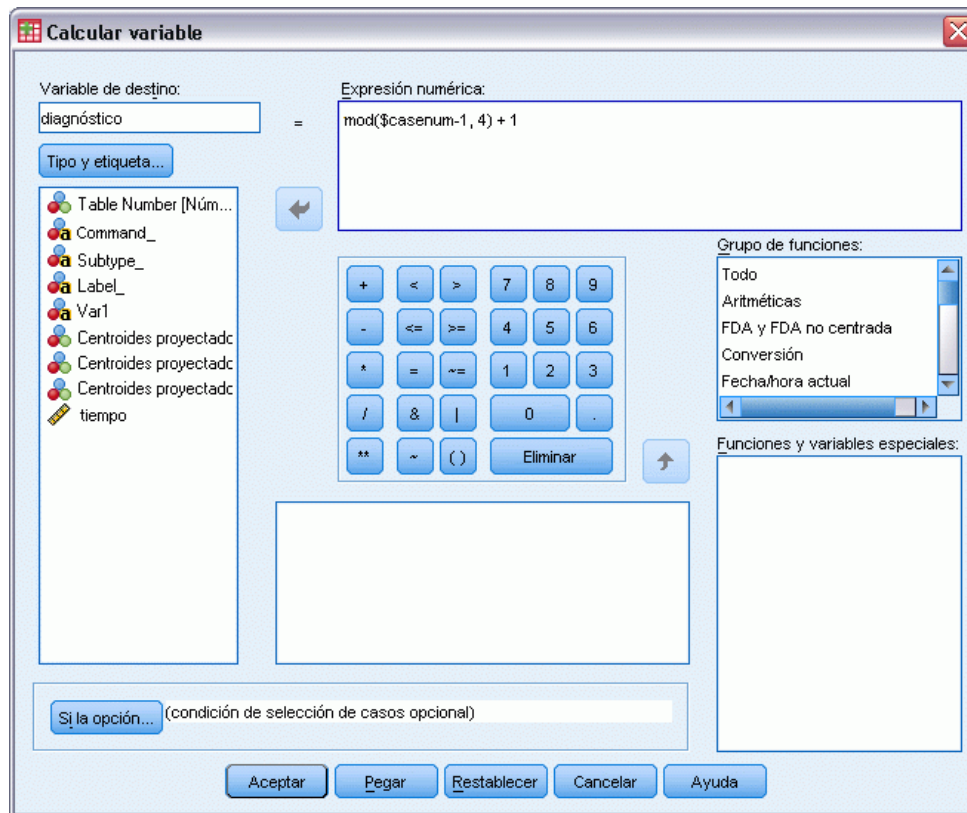 Calcular variable
Variable de destino:
diagnóstico
=
Expresión numérica:
mod($casenum-1, 4) + 1
Tipo y etiqueta...
Table Number [Núm...
Command_
Subtype_
Label_
Var1
Centroides proyectadc
Centroides proyectadc
Centroides proyectadc
tiempo
+ < > 7 8 9
- <= >= 4 5 6
* = ~= 1 2 3
/ & | 0 .
** ~ ( ) Eliminar
Grupo de funciones:
Todo
Aritméticas
FDA y FDA no centrada
Conversión
Fecha/hora actual
Funciones y variables especiales:
Si la opción... (condición de selección de casos opcional)
Aceptar Pegar Restablecer Cancelar Ayuda